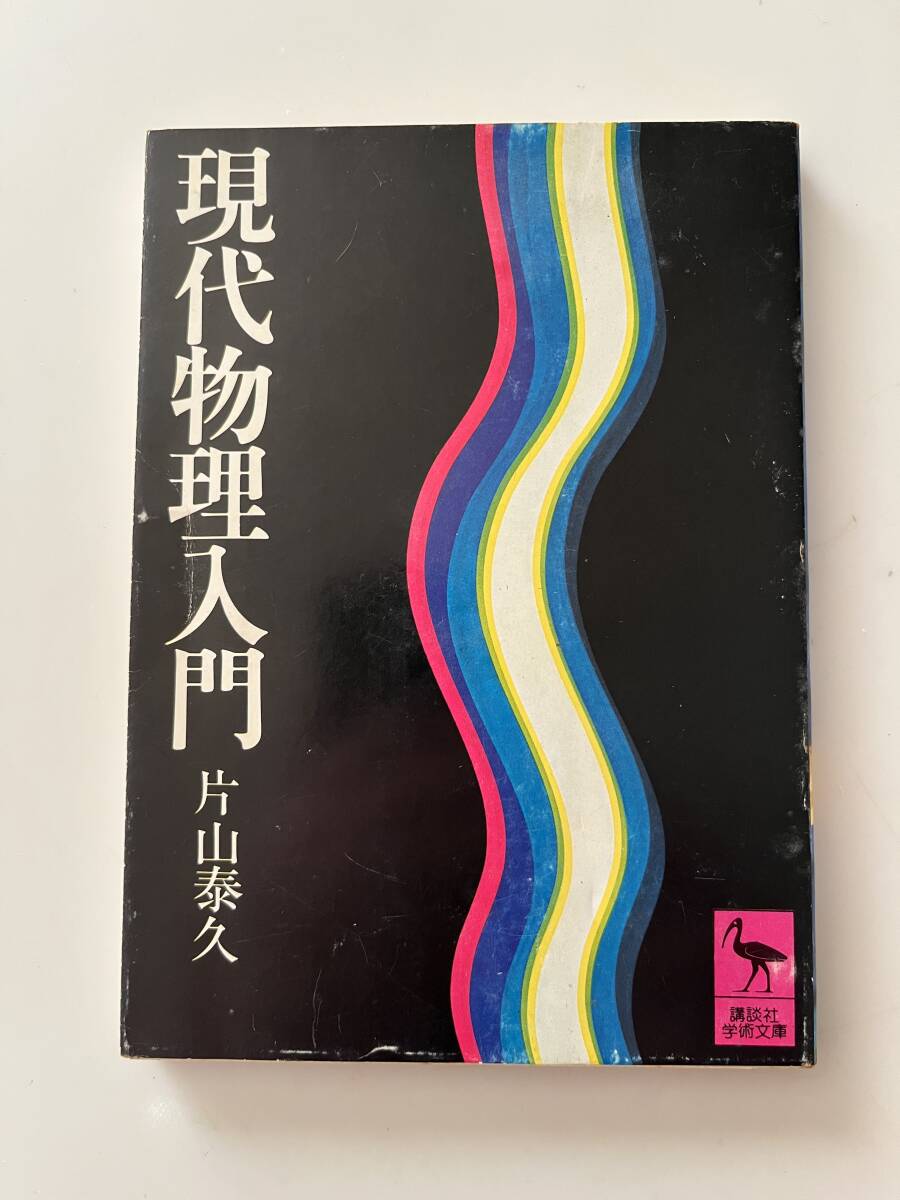 現代物理入門
片山泰久
講談社
学術文庫